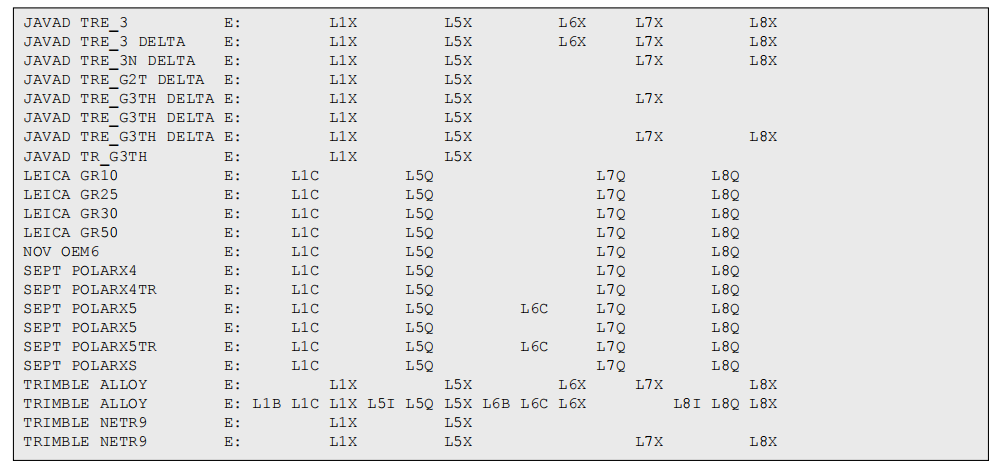 JAVAD TRE_3            E:         L1X         L5X         L6X     L7X         L8X
JAVAD TRE_3 DELTA      E:         L1X         L5X         L6X     L7X         L8X
JAVAD TRE_3N DELTA     E:         L1X         L5X                 L7X         L8X
JAVAD TRE_G2T DELTA    E:         L1X         L5X
JAVAD TRE_G3TH DELTA E:         L1X         L5X                 L7X
JAVAD TRE_G3TH DELTA E:         L1X         L5X
JAVAD TRE_G3TH DELTA E:         L1X         L5X                 L7X         L8X
JAVAD TR_G3TH          E:         L1X         L5X
LEICA GR10             E:     L1C         L5Q                 L7Q         L8Q
LEICA GR25             E:     L1C         L5Q                 L7Q         L8Q
LEICA GR30             E:     L1C         L5Q                 L7Q         L8Q
LEICA GR50             E:     L1C         L5Q                 L7Q         L8Q
NOV OEM6               E:     L1C         L5Q                 L7Q         L8Q
SEPT POLARX4           E:     L1C         L5Q                 L7Q         L8Q
SEPT POLARX4TR         E:     L1C         L5Q                 L7Q         L8Q
SEPT POLARX5           E:     L1C         L5Q         L6C     L7Q         L8Q
SEPT POLARX5           E:     L1C         L5Q                 L7Q         L8Q
SEPT POLARX5TR         E:     L1C         L5Q         L6C     L7Q         L8Q
SEPT POLARXS           E:     L1C         L5Q                 L7Q         L8Q
TRIMBLE ALLOY          E:         L1X         L5X         L6X     L7X         L8X
TRIMBLE ALLOY          E: L1B L1C L1X L5I L5Q L5X L6B L6C L6X         L8I L8Q L8X
TRIMBLE NETR9          E:         L1X         L5X
TRIMBLE NETR9          E:         L1X         L5X                 L7X         L8X